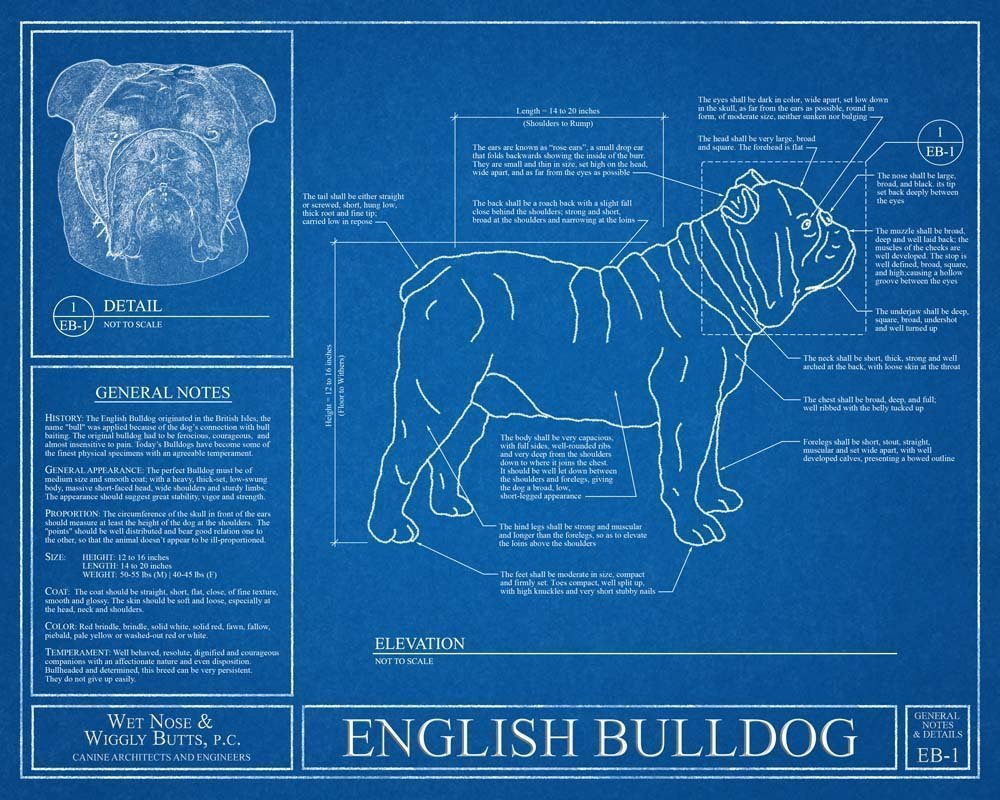 1
EB-1
DETAIL
NOT TO SCALE
GENERAL NOTES
HISTORY: The English Bulldog originated in the British Isles, the
name "bull" was applied because of the dog's connection with bull
baiting. The original bulldog had to be ferocious, courageous, and
almost insensitive to pain. Today's Bulldogs have become some of
the finest physical specimens with an agreeable temperament.
GENERAL APPEARANCE: The perfect Bulldog must be of
medium size and smooth coat; with a heavy, thick-set, low-swung
body, massive short-faced head, wide shoulders and sturdy limbs.
The appearance should suggest great stability, vigor and strength.
PROPORTION: The circumference of the skull in front of the ears
should measure at least the height of the dog at the shoulders. The
"points" should be well distributed and bear good relation one to
the other, so that the animal doesn't appear to be ill-proportioned.
SIZE: HEIGHT: 12 to 16 inches
LENGTH: 14 to 20 inches
WEIGHT: 50-55 lbs (M) | 40-45 lbs (F)
COAT: The coat should be straight, short, flat, close, of fine texture,
smooth and glossy. The skin should be soft and loose, especially at
the head, neck and shoulders.
COLOR: Red brindle, brindle, solid white, solid red, fawn, fallow,
piebald, pale yellow or washed-out red or white.
TEMPERAMENT: Well behaved, resolute, dignified and courageous
companions with an affectionate nature and even disposition.
Bullheaded and determined, this breed can be very persistent.
They do not give up easily.
WET NOSE &
WIGGLY BUTTS, P.C.
CANINE ARCHITECTS AND ENGINEERS
Length = 14 to 20 inches
(Shoulders to Rump)
The ears are known as "rose ears", a small drop ear
that folds backwards showing the inside of the burr.
They are small and thin in size, set high on the head,
wide apart, and as far from the eyes as possible
The back shall be a roach back with a slight fall
close behind the shoulders; strong and short,
broad at the shoulders and narrowing at the loins
The tail shall be either straight
or screwed, short, hung low,
thick root and fine tip;
carried low in repose
Height = 12 to 16 inches
(Floor to Withers)
The eyes shall be dark in color, wide apart, set low down
in the skull, as far from the ears as possible, round in
form, of moderate size, neither sunken nor bulging
The head shall be very large, broad
and square. The forehead is flat
1
EB-1
The nose shall be large,
broad, and black. its tip
set back deeply between
the eyes
The muzzle shall be broad,
deep and well laid back; the
muscles of the cheeks are
well developed. The stop is
well defined, broad, square,
and high;causing a hollow
groove between the eyes
The underjaw shall be deep,
square, broad, undershot
and well turned up
The neck shall be short, thick, strong and well
arched at the back, with loose skin at the throat
The chest shall be broad, deep, and full;
well ribbed with the belly tucked up
Forelegs shall be short, stout, straight,
muscular and set wide apart, with well
developed calves, presenting a bowed outline
The body shall be very capacious,
with full sides, well-rounded ribs
and very deep from the shoulders
down to where it joins the chest.
It should be well let down between
the shoulders and forelegs, giving
the dog a broad, low,
short-legged appearance
The hind legs shall be strong and muscular
and longer than the forelegs, so as to elevate
the loins above the shoulders
The feet shall be moderate in size, compact
and firmly set. Toes compact, well split up,
with high knuckles and very short stubby nails
ELEVATION
NOT TO SCALE
ENGLISH BULLDOG
GENERAL
NOTES
& DETAILS
EB-1